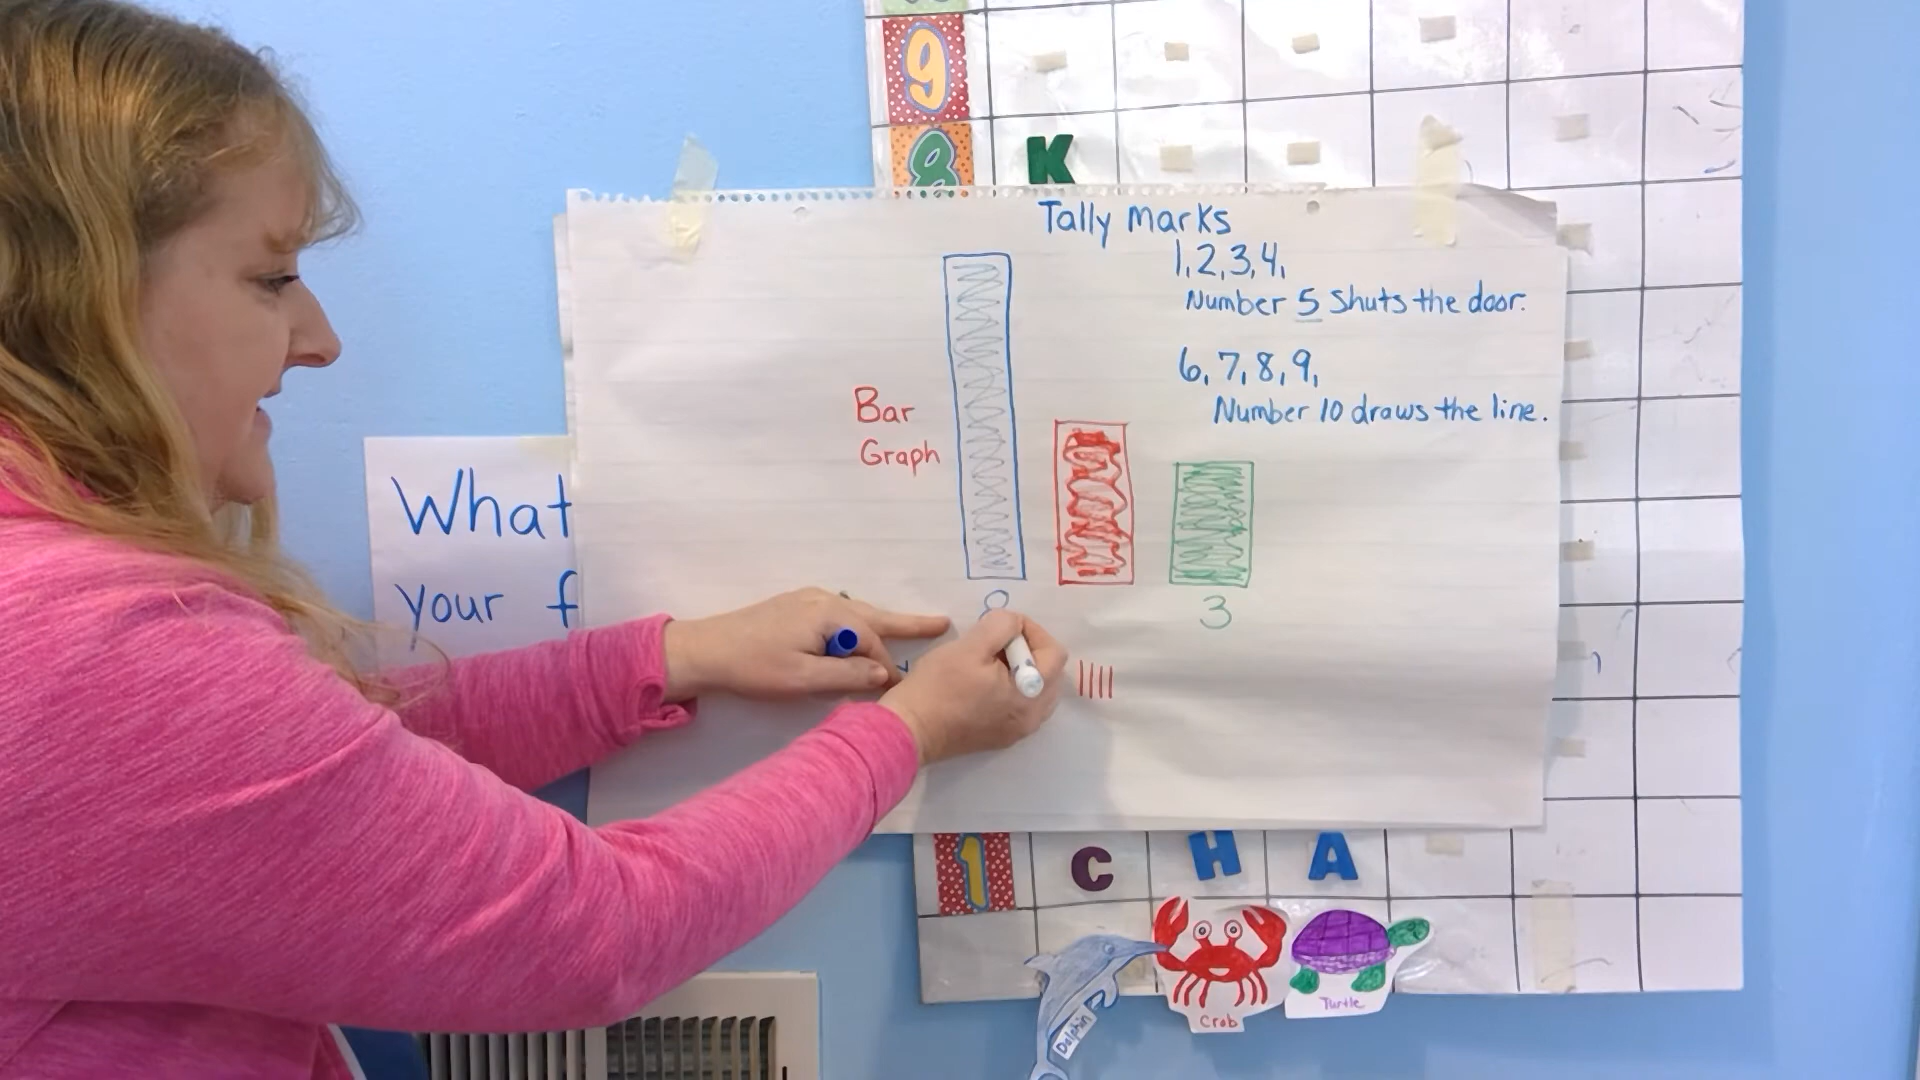 9
8
K
Tally Marks
1, 2, 3, 4,
Number 5 shuts the door.
6, 7, 8, 9,
Number 10 draws the line.
Bar
Graph
What
your f
3
1 C H A
Dolphin
Crab
Turtle